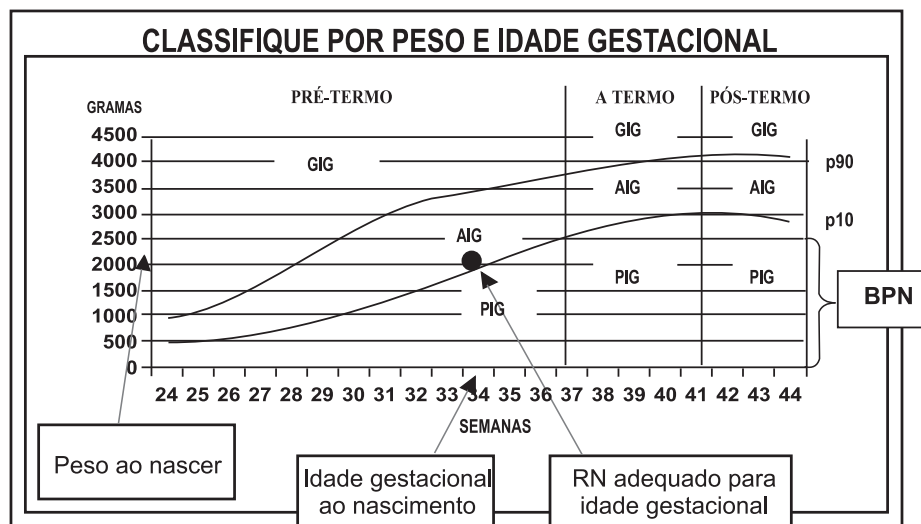 CLASSIFIQUE POR PESO E IDADE GESTACIONAL
GRAMAS
PRÉ-TERMO
A TERMO
PÓS-TERMO
4500
4000
3500
3000
2500
2000
1500
1000
500
0
GIG
GIG
GIG
p90
AIG
AIG
p10
AIG
PIG
PIG
PIG
BPN
24 25 26 27 28 29 30 31 32 33 34 35 36 37 38 39 40 41 42 43 44
SEMANAS
Peso ao nascer
Idade gestacional
ao nascimento
RN adequado para
idade gestacional